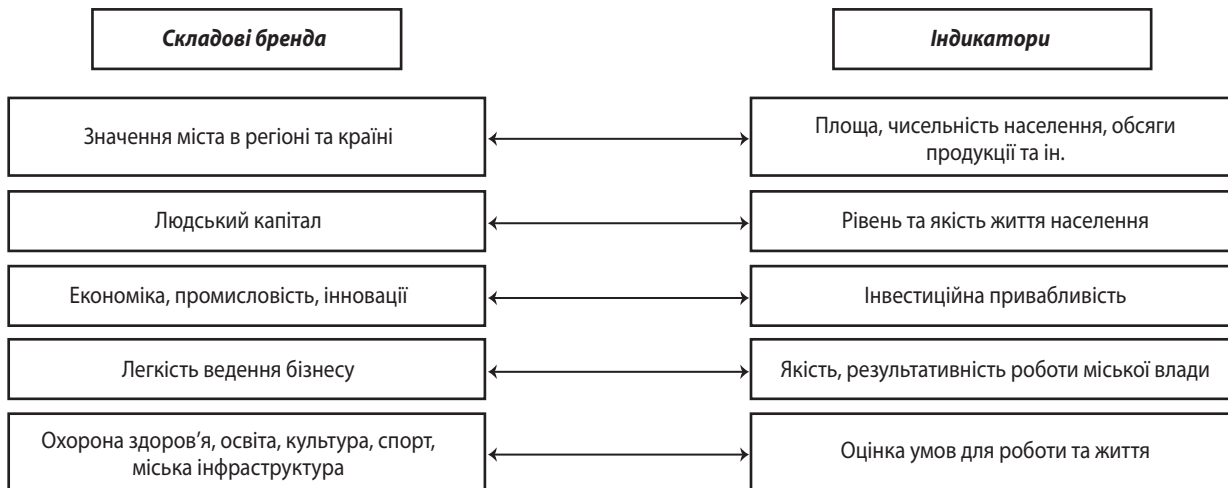 Складові бренда
Індикатори
Значення міста в регіоні та країні
Площа, чисельність населення, обсяги
продукції та ін.
Людський капітал
Рівень та якість життя населення
Економіка, промисловість, інновації
Інвестиційна привабливість
Легкість ведення бізнесу
Якість, результативність роботи міської влади
Охорона здоров’я, освіта, культура, спорт,
міська інфраструктура
Оцінка умов для роботи та життя